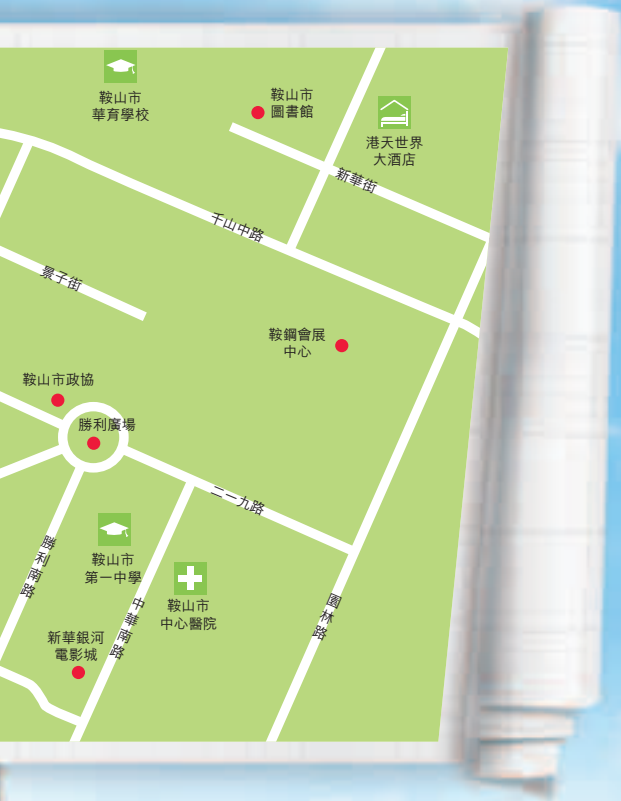 鞍山市
華育學校
鞍山市
圖書館
港天世界
大酒店
新華街
千山中路
景子街
鞍鋼會展
中心
鞍山市政協
勝利廣場
二一九路
鞍山市
第一中學
鞍山市
中心醫院
勝利南路
中華南路
園林路
新華銀河
電影城